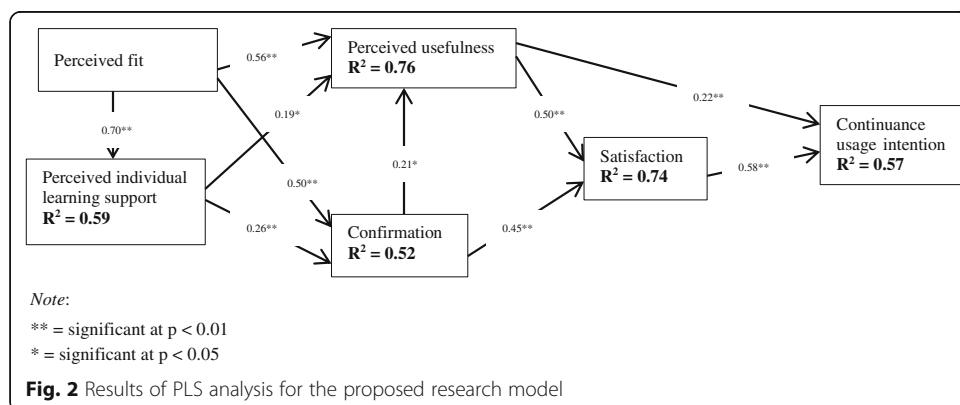 Perceived fit
Perceived usefulness
R² = 0.76
0.56**
0.22**
0.70**
0.19*
0.50**
Continuance
usage intention
R² = 0.57
Satisfaction
R² = 0.74
0.58**
Perceived individual
learning support
R² = 0.59
0.21*
0.50**
0.26**
Confirmation
R² = 0.52
0.45**
Note:
** = significant at p < 0.01
* = significant at p < 0.05
Fig. 2 Results of PLS analysis for the proposed research model